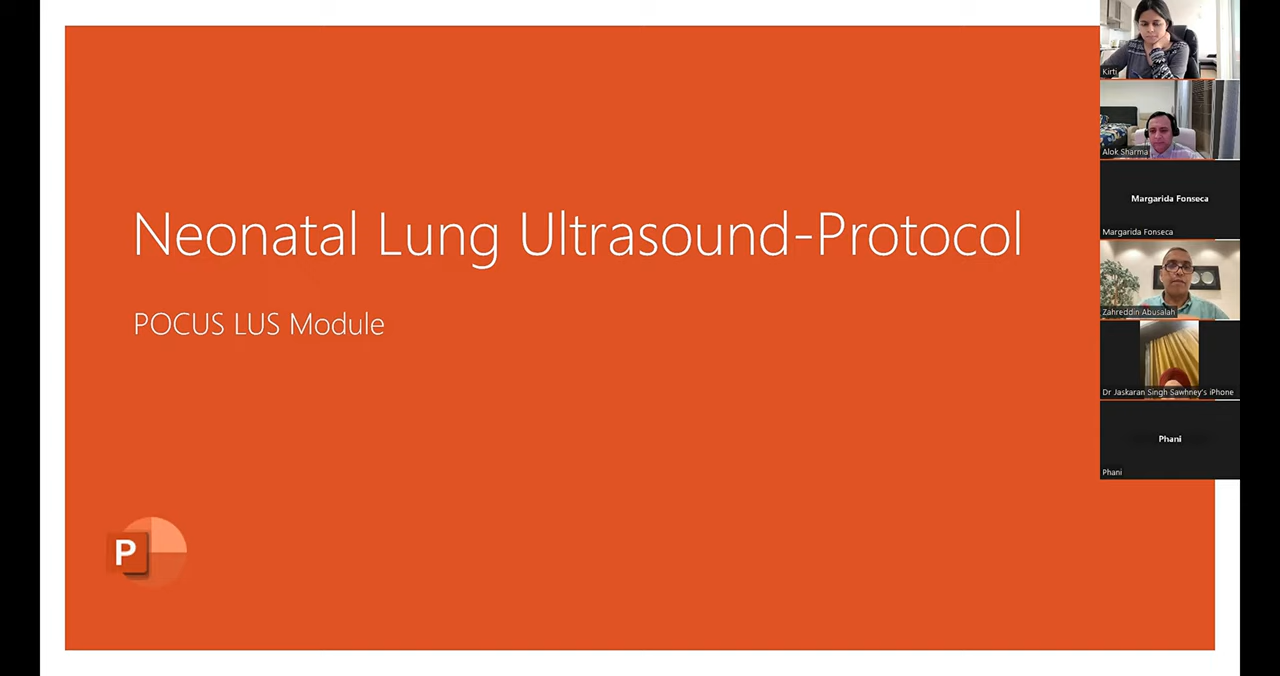 Neonatal Lung Ultrasound-Protocol
POCUS LUS Module
P
Kirti
Alok Sharma
Margarida Fonseca
Margarida Fonseca
Zahreddin Abusalah
Dr Jaskaran Singh Sawhney's iPhone
Phani
Phani